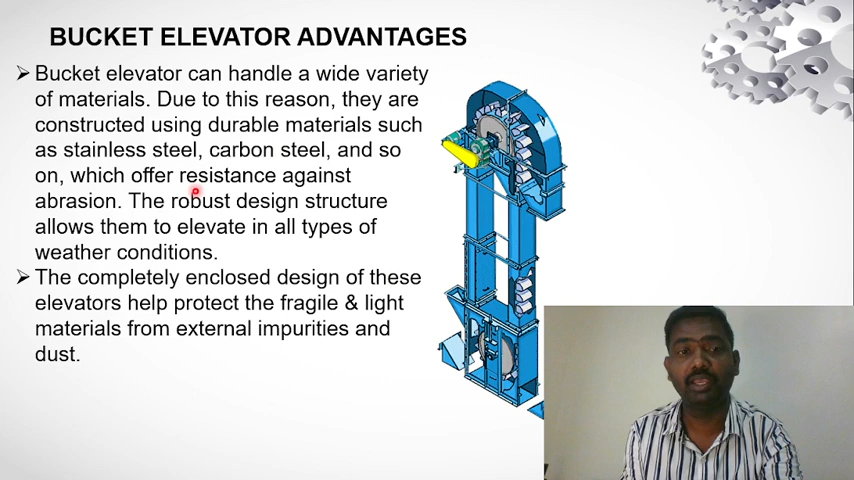 BUCKET ELEVATOR ADVANTAGES
➢ Bucket elevator can handle a wide variety
of materials. Due to this reason, they are
constructed using durable materials such
as stainless steel, carbon steel, and so
on, which offer resistance against
abrasion. The robust design structure
allows them to elevate in all types of
weather conditions.
➢ The completely enclosed design of these
elevators help protect the fragile & light
materials from external impurities and
dust.